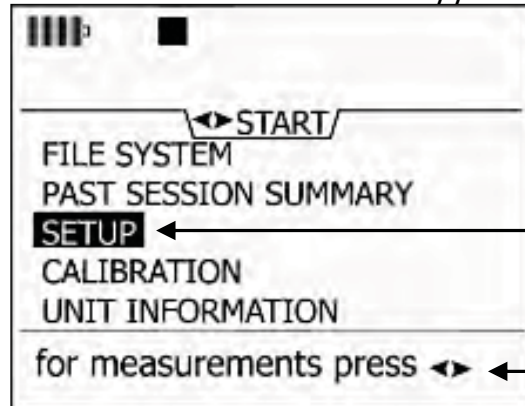 ◄►START
FILE SYSTEM
PAST SESSION SUMMARY
SETUP
CALIBRATION
UNIT INFORMATION
for measurements press ◄►